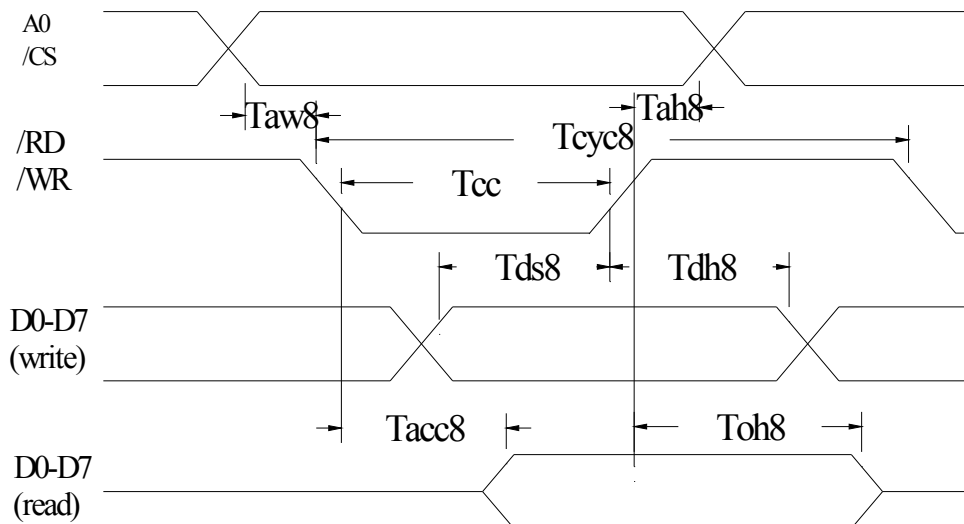 A0
/CS
Taw8
Tah8
/RD
Tcyc8
/WR
Tcc
Tds8
Tdh8
D0-D7
(write)
Tacc8
Toh8
D0-D7
(read)